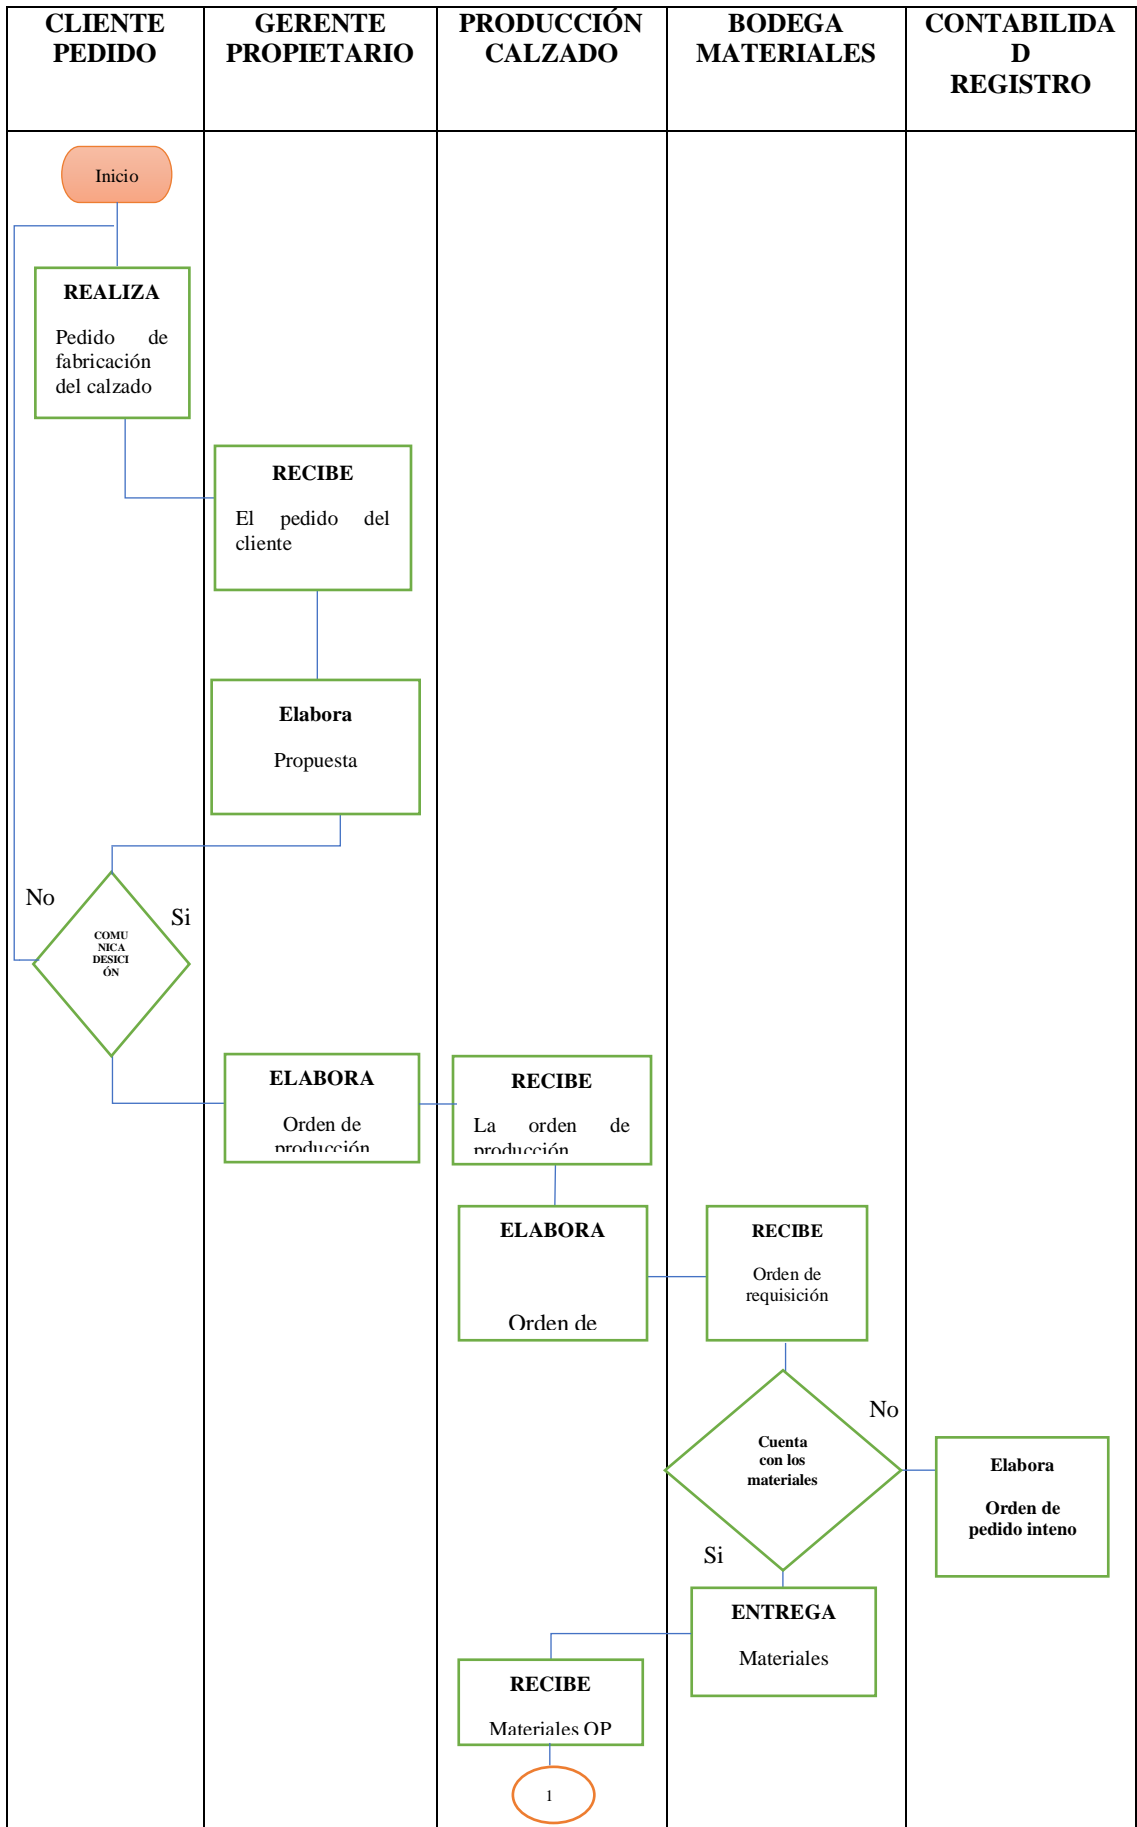 CLIENTE
PEDIDO
GERENTE
PROPIETARIO
PRODUCCIÓN
CALZADO
BODEGA
MATERIALES
CONTABILIDA
D
REGISTRO
Inicio
REALIZA
Pedido de
fabricación
del calzado
RECIBE
El pedido del
cliente
Elabora
Propuesta
No
Si
COMU
NICA
DESICI
ÓN
ELABORA
Orden de
producción
RECIBE
La orden de
producción
ELABORA
Orden de
RECIBE
Orden de
requisición
No
Cuenta
con los
materiales
Si
Elabora
Orden de
pedido inteno
ENTREGA
Materiales
RECIBE
Materiales OP
1